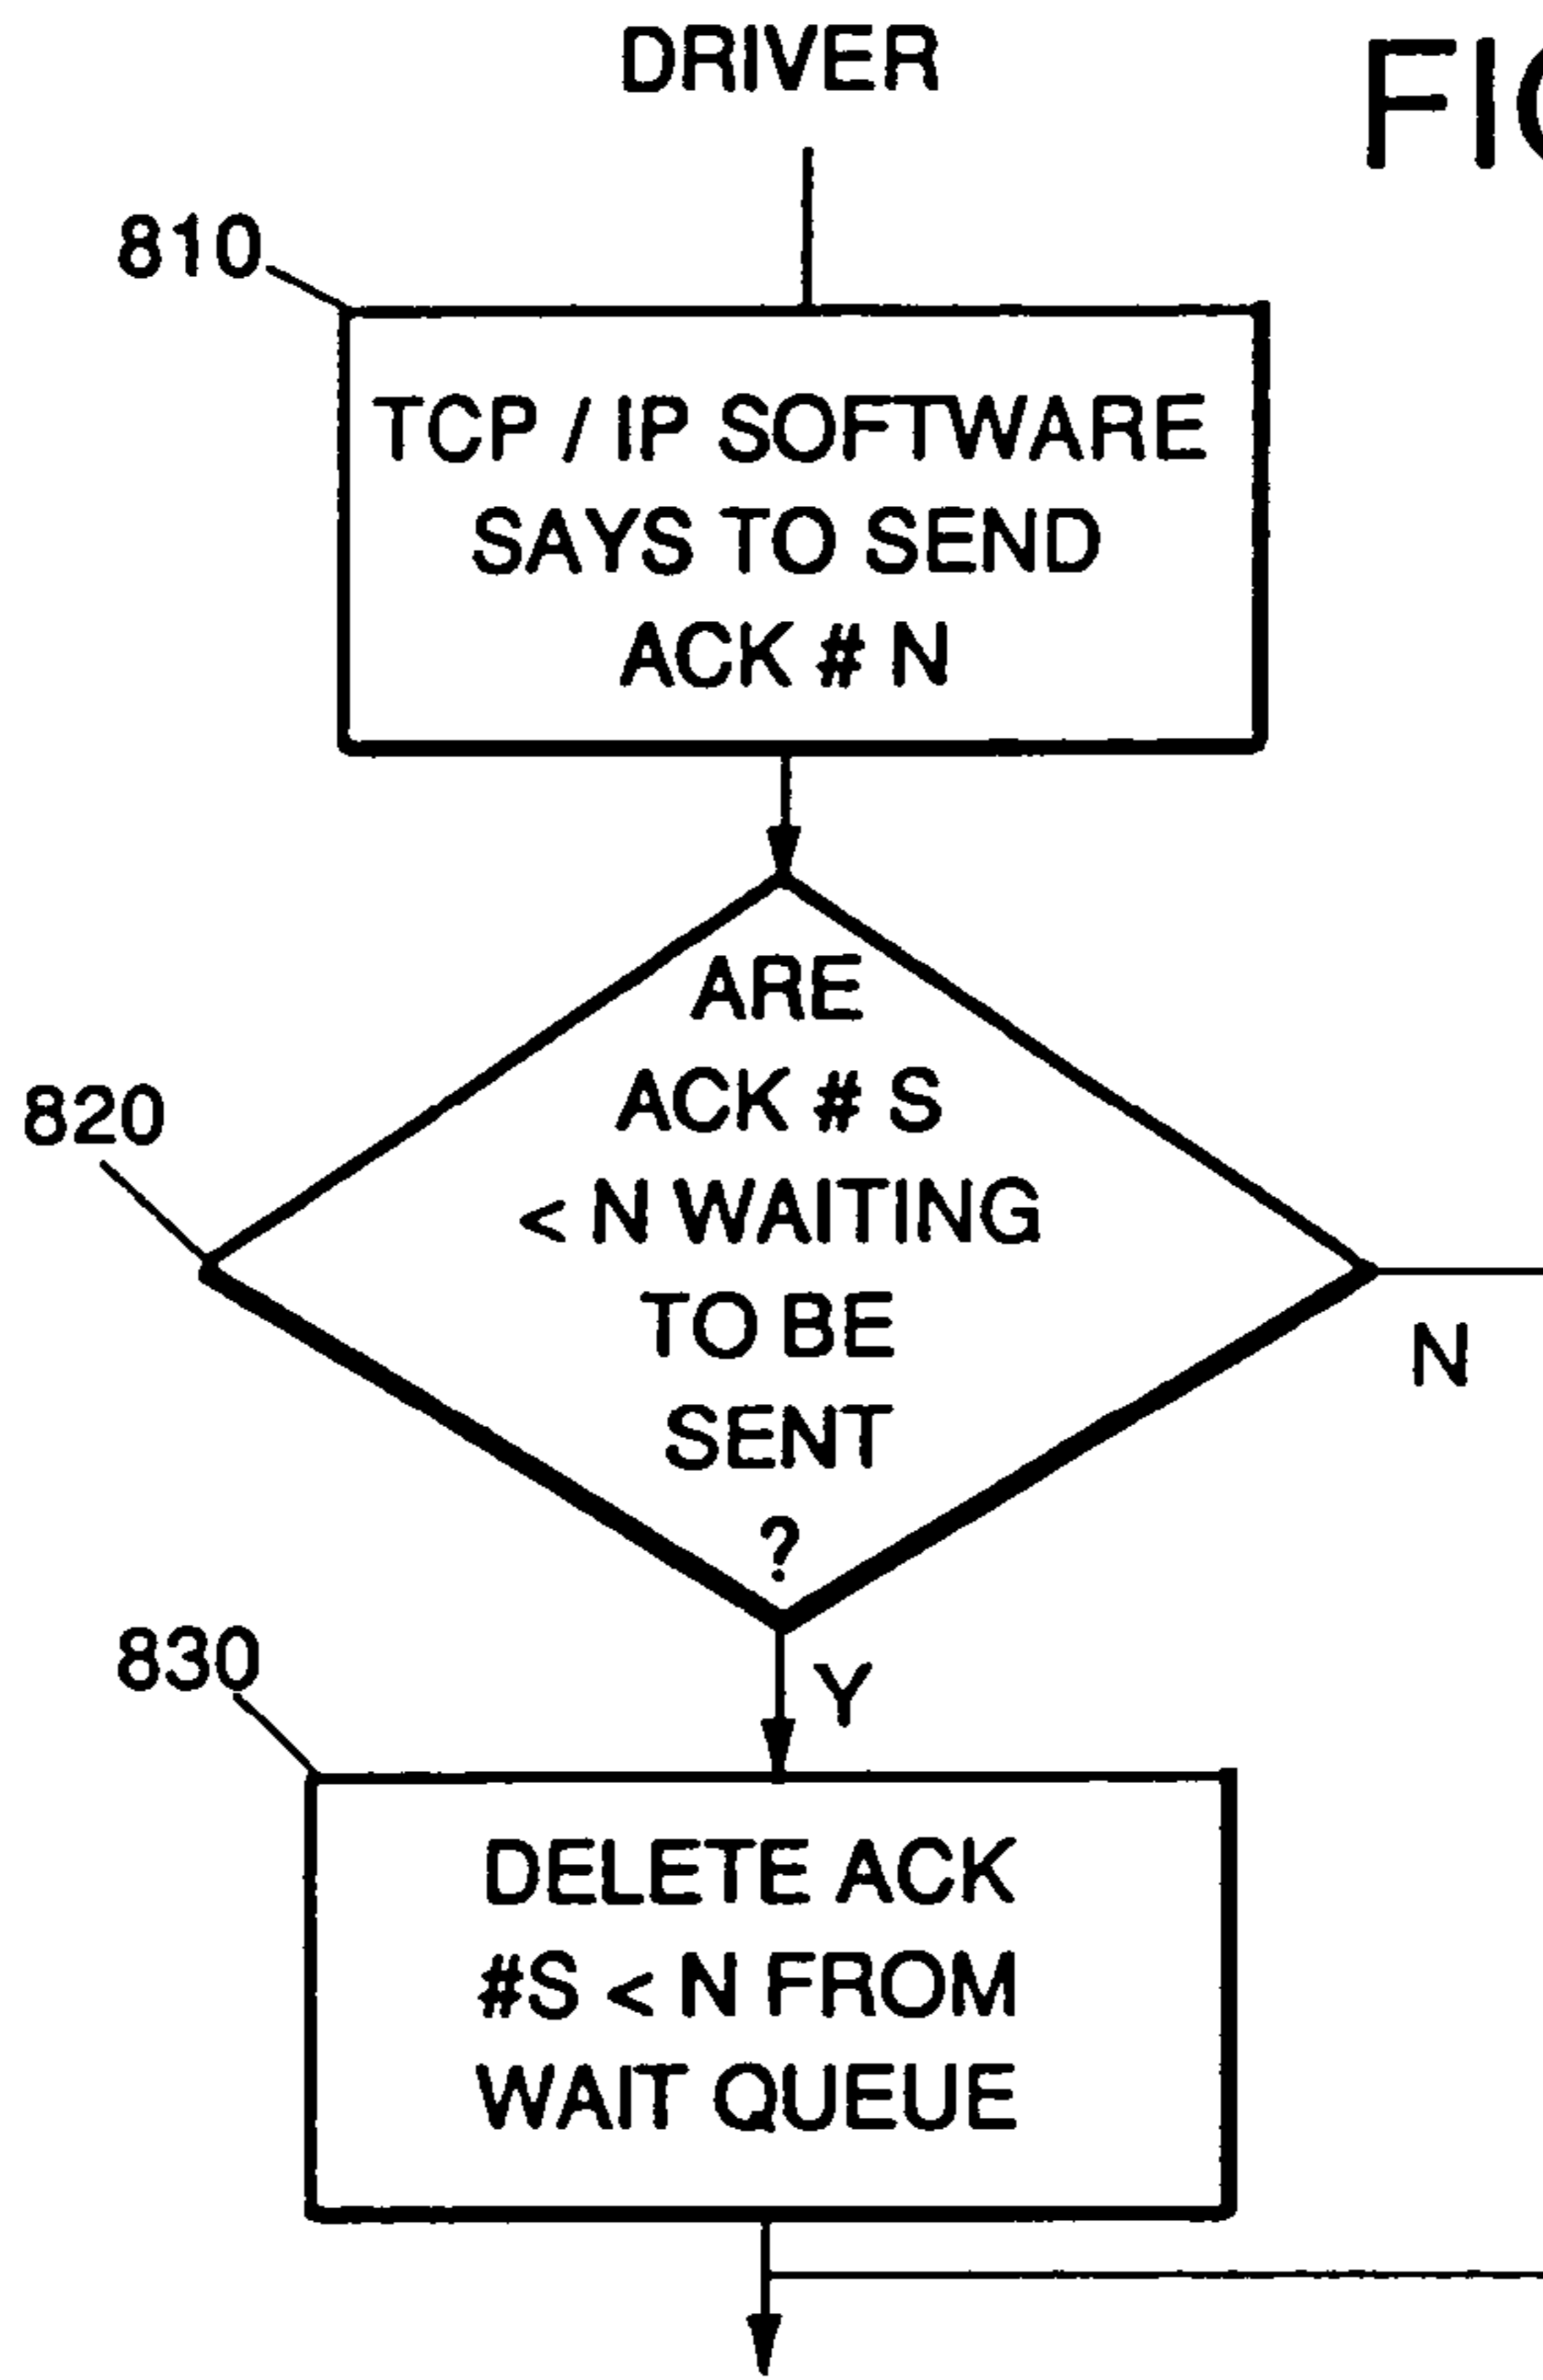 DRIVER
FIG
810
TCP / IP SOFTWARE
SAYS TO SEND
ACK # N
820
ARE
ACK # S
< N WAITING
TO BE
SENT
?
N
Y
830
DELETE ACK
#S < N FROM
WAIT QUEUE